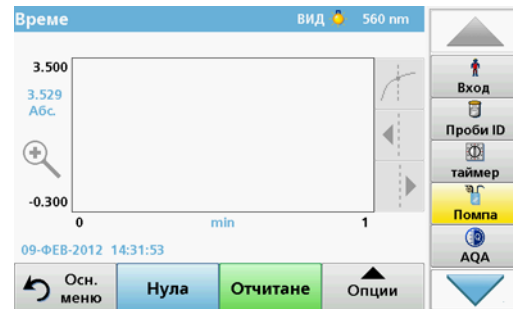 Време ВИД 560 nm
3.500
3.529
Абс.
-0.300
0 min 1
09-ФЕВ-2012 14:31:53
Осн. меню
Нула
Отчитане
Опции
Вход
Проби ID
таймер
Помпа
AQA